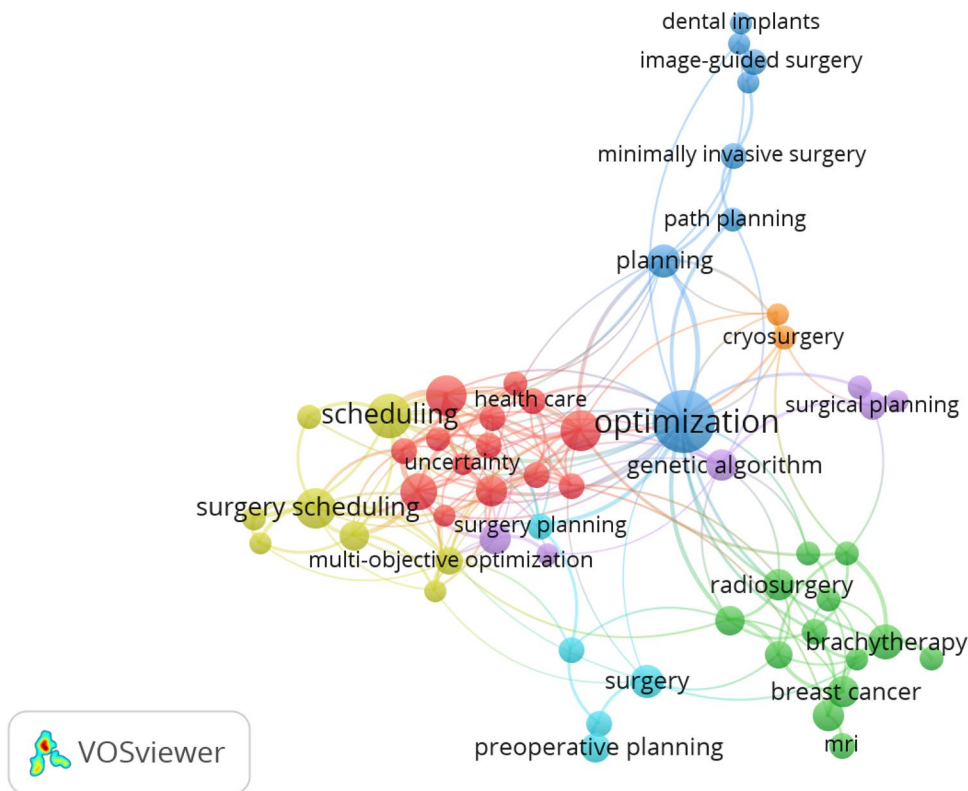 dental implants
image-guided surgery
minimally invasive surgery
path planning
planning
cryosurgery
health care
surgical planning
scheduling
optimization
uncertainty
genetic algorithm
surgery scheduling
surgery planning
multi-objective optimization
radiosurgery
brachytherapy
surgery
breast cancer
preoperative planning
mri
VOSviewer